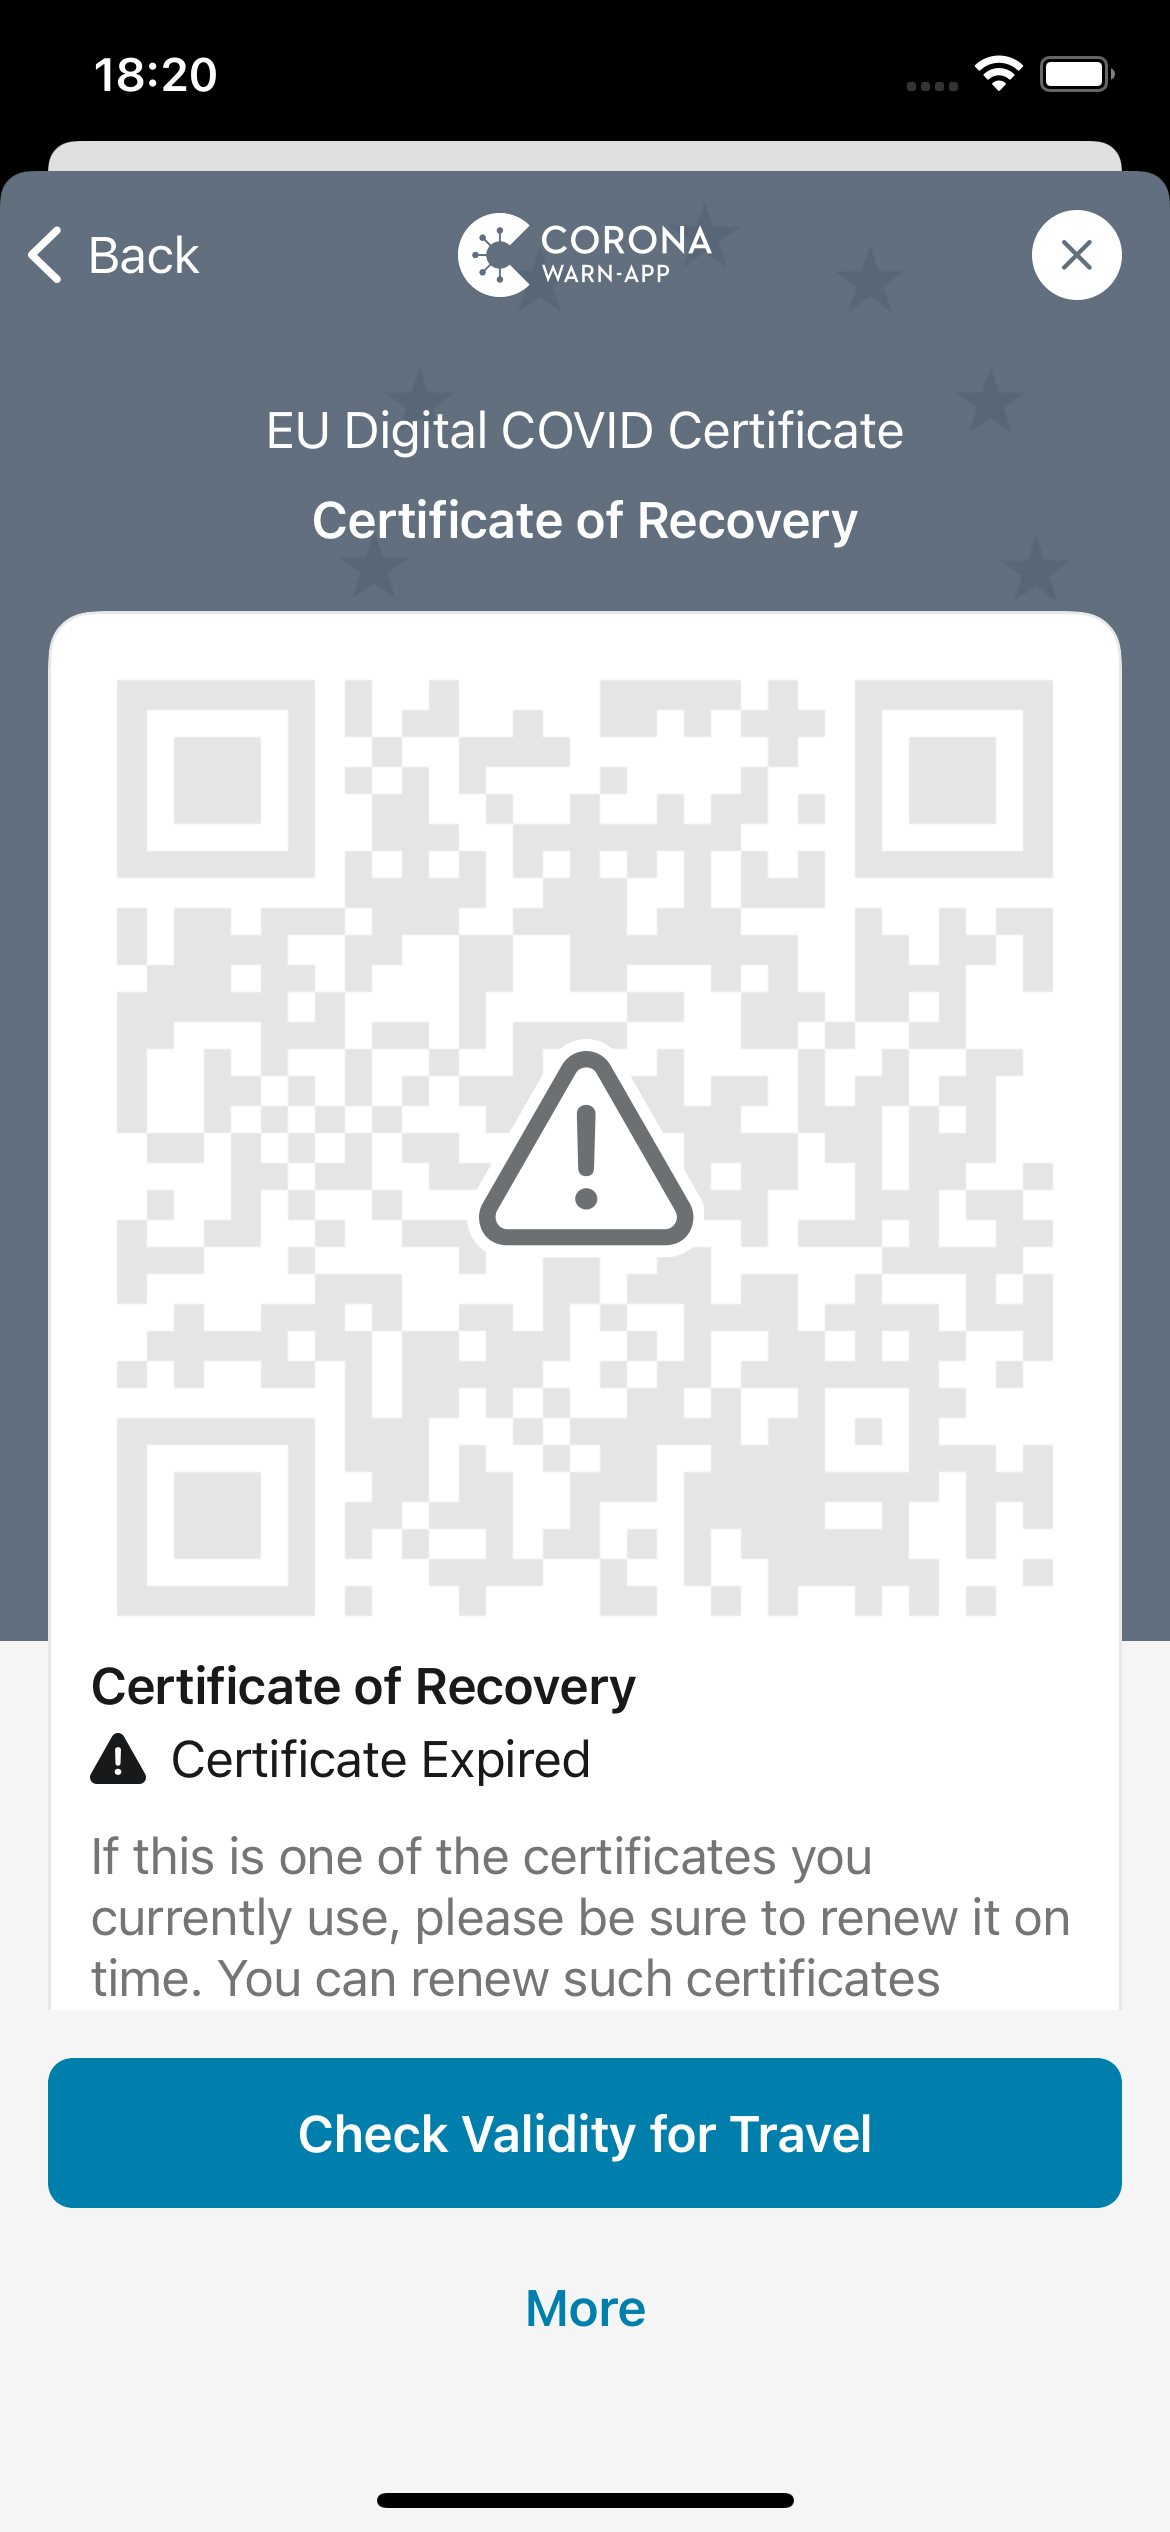 18:20
Back
CORONA
WARN-APP
EU Digital COVID Certificate
Certificate of Recovery
Certificate of Recovery
Certificate Expired
If this is one of the certificates you
currently use, please be sure to renew it on
time. You can renew such certificates
Check Validity for Travel
More